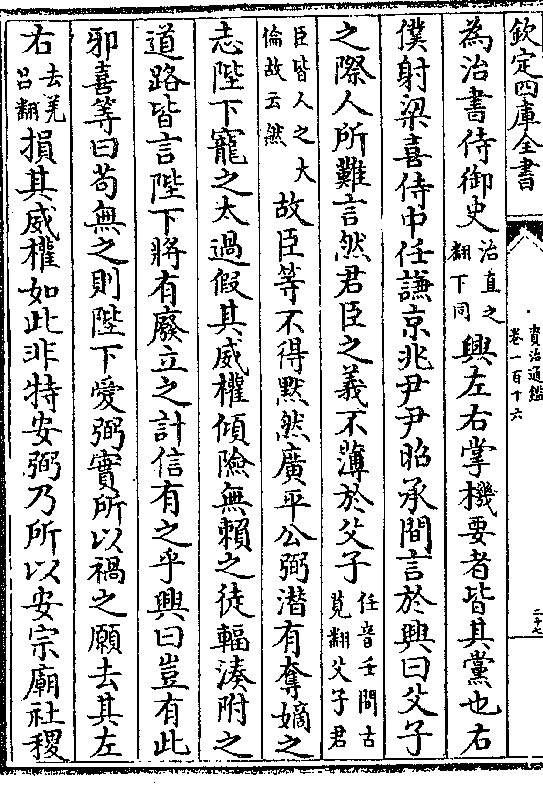 欽定四庫全書
資治通鑑
卷一百十六
二十七
為治書侍御史治直之翻下同興左右掌機要者皆其黨也右
僕射梁喜侍中任謙京兆尹尹昭承間言於興曰父子
之際人所難言然君臣之義不薄於父子任音壬間古莧翻父子君
臣皆人之大倫故云然故臣等不得默然廣平公弼潛有奪嫡之
志陛下寵之太過假其威權傾險無賴之徒輻湊附之
道路皆言陛下將有廢立之計信有之乎興曰豈有此
邪喜等曰苟無之則陛下愛弼實所以禍之願去其左
右去羌呂翻損其威權如此非特安弼乃所以安宗廟社稷